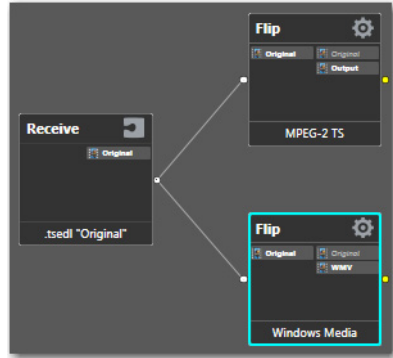 Flip
Original Original
Output
MPEG-2 TS
Receive
Original
.tsedl "Original"
Flip
Original Original
WMV
Windows Media